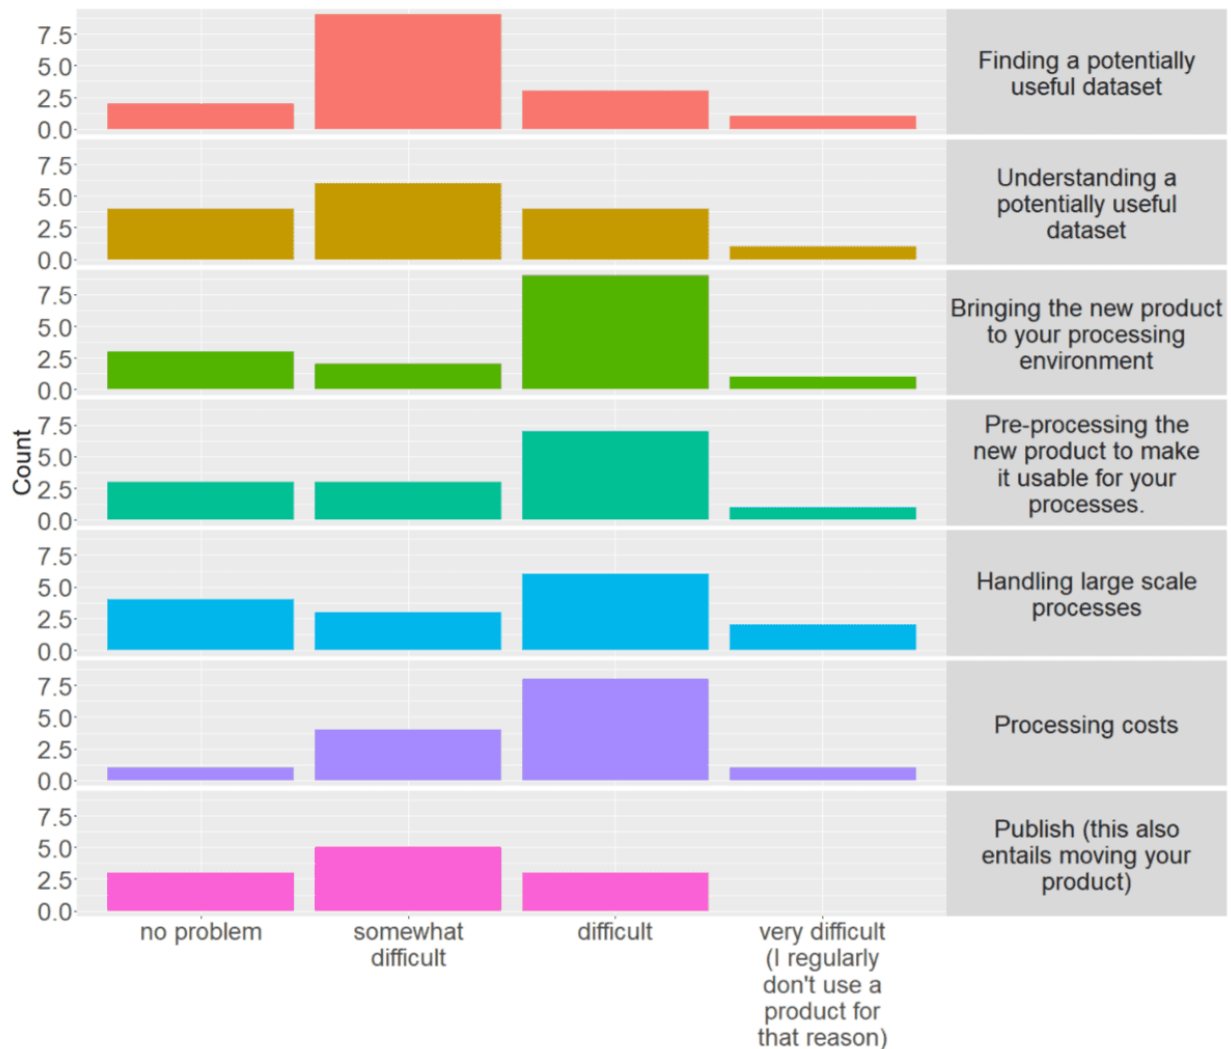 7.5
5.0
2.5
0.0
Finding a potentially
useful dataset
7.5
5.0
2.5
0.0
Understanding a
potentially useful
dataset
7.5
5.0
2.5
0.0
Bringing the new product
to your processing
environment
Count
7.5
5.0
2.5
0.0
Pre-processing the
new product to make
it usable for your
processes.
7.5
5.0
2.5
0.0
Handling large scale
processes
7.5
5.0
2.5
0.0
Processing costs
7.5
5.0
2.5
0.0
Publish (this also
entails moving your
product)
no problem
somewhat
difficult
difficult
very difficult
(I regularly
don't use a
product for
that reason)